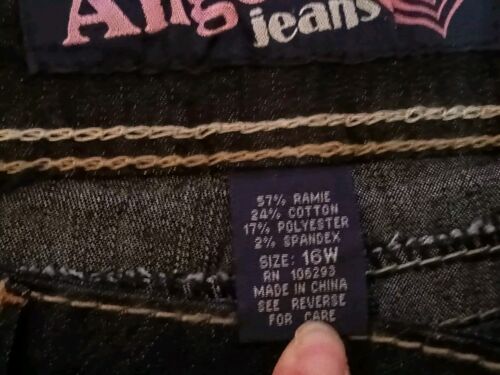 jeans
57% RAMIE
24% COTTON
17% POLYESTER
2% SPANDEX
SIZE: 16W
RN 106293
MADE IN CHINA
SEE REVERSE
FOR CARE